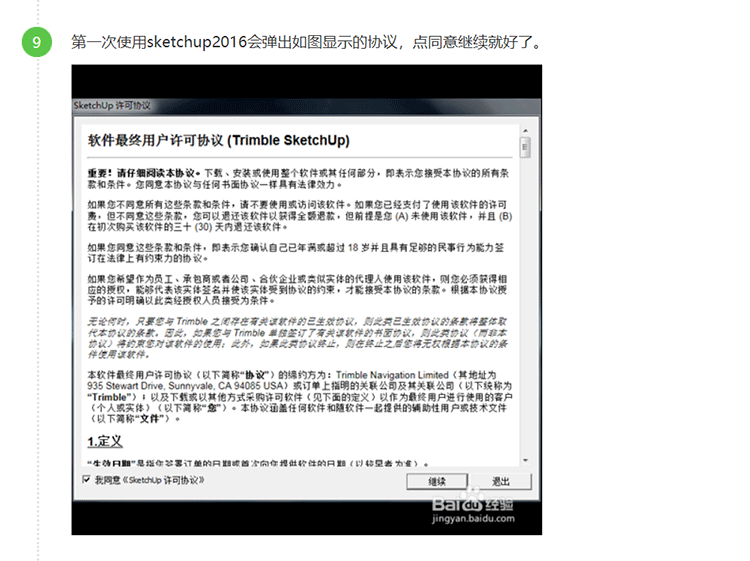 9
第一次使用sketchup2016会弹出如图显示的协议，点同意继续就好了。
SketchUp 许可协议
软件最终用户许可协议 (Trimble SketchUp)
重要！请仔细阅读本协议。下载、安装或使用整个软件或其任何部分，即表示您接受本协议的所有条
款和条件。您同意本协议与任何书面协议一样具有法律效力。
如果您不同意所有这些条款和条件，请不要使用或访问该软件。如果您已经支付了使用该软件的许可
费，但不同意这些条款，您可以退还该软件以获得全额退款，但前提是您 (A) 未使用该软件，并且 (B)
在初次购买该软件的三十 (30) 天内退还该软件。
如果您同意这些条款和条件，即表示您确认自己已年满或超过 18 岁并且具有足够的民事行为能力签
订在法律上有约束力的协议。
如果您希望作为员工、承包商或者公司、合伙企业或类似实体的代理人使用该软件，则您必须获得相
应的授权，能够代表该实体签名并使该实体受到协议的约束，才能接受本协议的条款。根据本协议授
予的许可明确以此类经授权人员接受为条件。
无论何时，只要您与 Trimble 之间存在有关该软件的已生效协议，则此类已生效协议的条款将整体取
代本协议的条款。因此，如果您与 Trimble 单独签订了有关该软件的书面协议，则此类协议（而非本
协议）将约束您对该软件的使用；此外，如果此类协议终止，则在终止之后您将无权根据本协议的条
件使用该软件。
本软件最终用户许可协议（以下简称“协议”）的缔约方为：Trimble Navigation Limited（其地址为
935 Stewart Drive, Sunnyvale, CA 94085 USA）或订单上指明的关联公司及其关联公司（以下统称为
“Trimble”）；以及下载或以其他方式采购许可软件（见下面的定义）以作为最终用户进行使用的客户
（个人或实体）（以下简称“您”）。本协议涵盖任何软件和随软件一起提供的辅助性用户或技术文件
（以下简称“文件”）。
1.定义
“生效日期”是指您签署订单的日期或首次向您提供软件的日期（以较早者为准）。
我同意《SketchUp 许可协议》
继续
退出
Baidu经验
jingyan.baidu.com